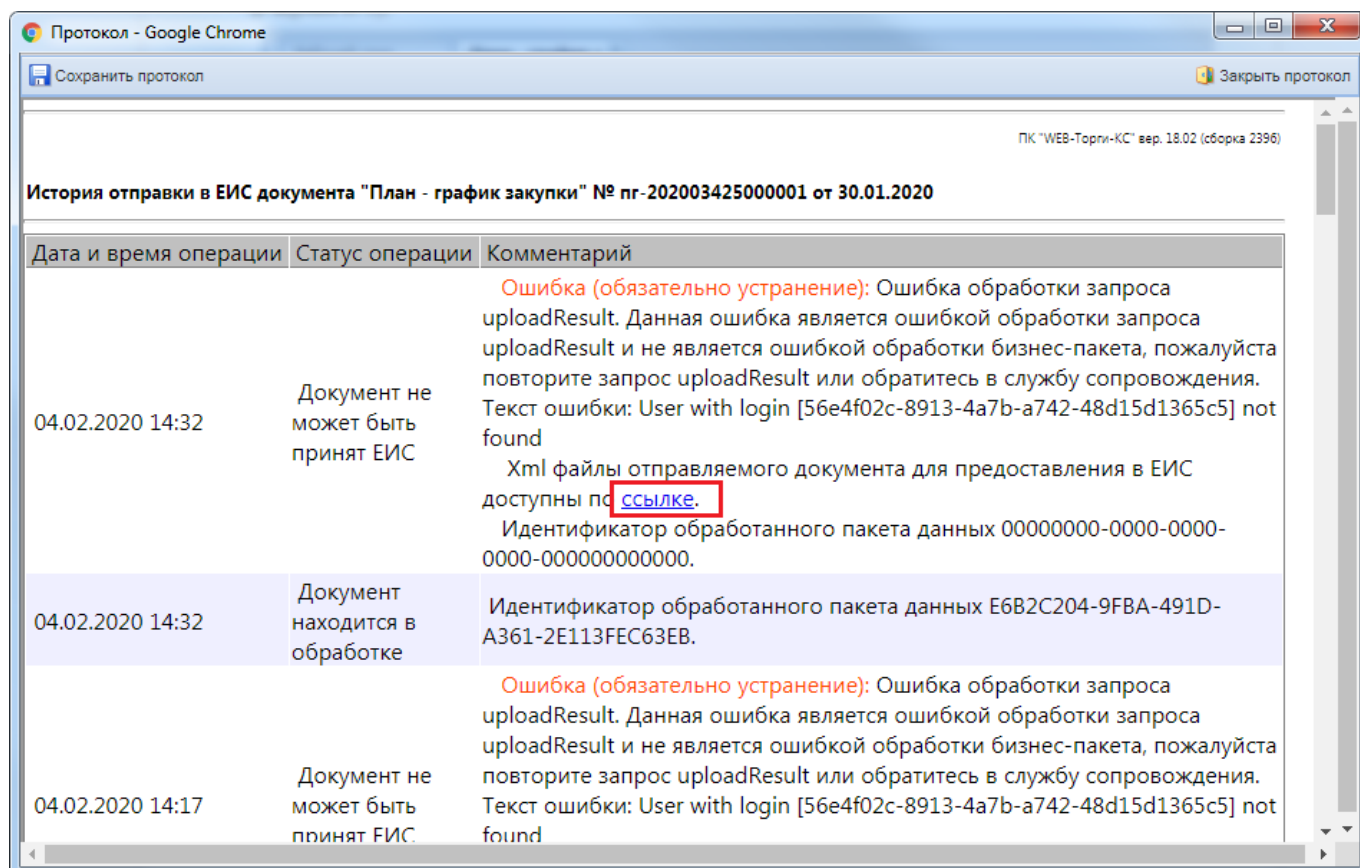 Протокол - Google Chrome
Сохранить протокол
Закрыть протокол
ПК "WEB-Торги-КС" вер. 18.02 (сборка 2396)
История отправки в ЕИС документа "План - график закупки" № пг-202003425000001 от 30.01.2020
Дата и время операции Статус операции Комментарий
04.02.2020 14:32
Документ не
может быть
принят ЕИС
Ошибка (обязательно устранение): Ошибка обработки запроса
uploadResult. Данная ошибка является ошибкой обработки запроса
uploadResult и не является ошибкой обработки бизнес-пакета, пожалуйста
повторите запрос uploadResult или обратитесь в службу сопровождения.
Текст ошибки: User with login [56e4f02c-8913-4a7b-a742-48d15d1365c5] not
found
Xml файлы отправляемого документа для предоставления в ЕИС
доступны по ссылке.
Идентификатор обработанного пакета данных 00000000-0000-0000-
0000-000000000000.
04.02.2020 14:32
Документ
находится в
обработке
Идентификатор обработанного пакета данных E6B2C204-9FBA-491D-
A361-2E113FEC63EB.
04.02.2020 14:17
Документ не
может быть
принят ЕИС
Ошибка (обязательно устранение): Ошибка обработки запроса
uploadResult. Данная ошибка является ошибкой обработки запроса
uploadResult и не является ошибкой обработки бизнес-пакета, пожалуйста
повторите запрос uploadResult или обратитесь в службу сопровождения.
Текст ошибки: User with login [56e4f02c-8913-4a7b-a742-48d15d1365c5] not
found